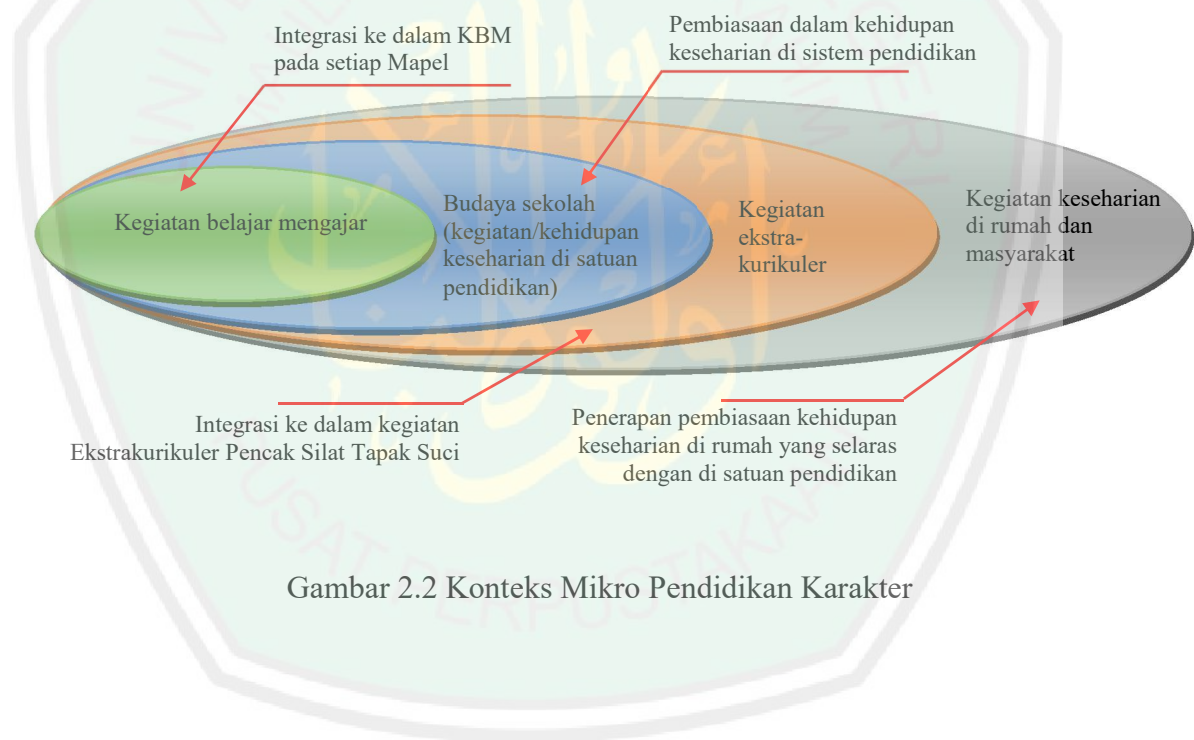 Integrasi ke dalam KBM
pada setiap Mapel
Pembiasaan dalam kehidupan
keseharian di sistem pendidikan
Kegiatan belajar mengajar
Budaya sekolah
(kegiatan/kehidupan
keseharian di satuan
pendidikan)
Kegiatan
ekstra-
kurikuler
Kegiatan keseharian
di rumah dan
masyarakat
Integrasi ke dalam kegiatan
Ekstrakurikuler Pencak Silat Tapak Suci
Penerapan pembiasaan kehidupan
keseharian di rumah yang selaras
dengan di satuan pendidikan
PUSAT PERPUSTAKAAN
Gambar 2.2 Konteks Mikro Pendidikan Karakter